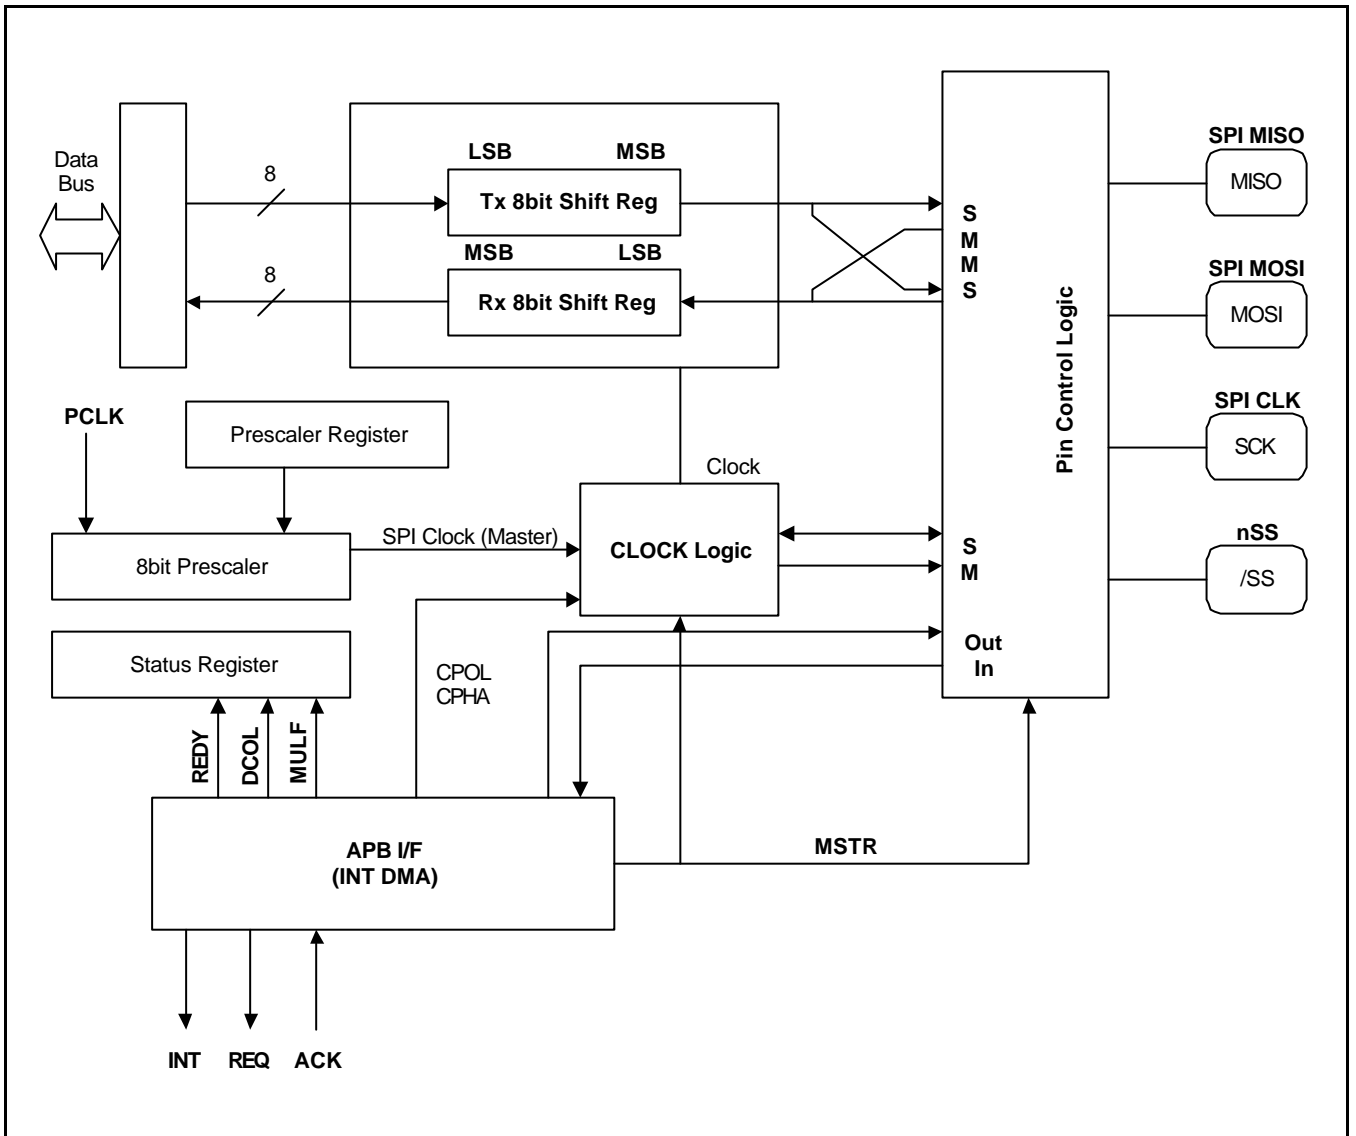 Data
Bus
8
8
LSB
MSB
Tx 8bit Shift Reg
MSB
LSB
Rx 8bit Shift Reg
S
M
M
S
Pin Control Logic
SPI MISO
MISO
SPI MOSI
MOSI
SPI CLK
SCK
nSS
/SS
PCLK
Prescaler Register
8bit Prescaler
SPI Clock (Master)
Clock
CLOCK Logic
S
M
Status Register
CPOL
CPHA
Out
In
REDY
DCOL
MULF
APB I/F
(INT DMA)
MSTR
INT
REQ
ACK